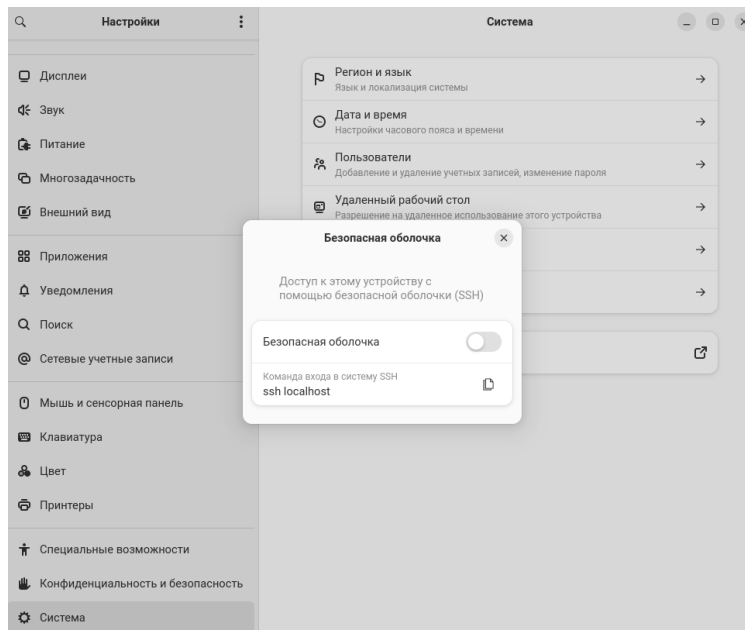 Настройки
Дисплеи
Звук
Питание
Многозадачность
Внешний вид
Приложения
Уведомления
Поиск
Сетевые учетные записи
Мышь и сенсорная панель
Клавиатура
Цвет
Принтеры
Специальные возможности
Конфиденциальность и безопасность
Система
Система
Регион и язык
Язык и локализация системы
Дата и время
Настройки часового пояса и времени
Пользователи
Добавление и удаление учетных записей, изменение пароля
Удаленный рабочий стол
Разрешение на удаленное использование этого устройства
Безопасная оболочка
Доступ к этому устройству с
помощью безопасной оболочки (SSH)
Безопасная оболочка
Команда входа в систему SSH
ssh localhost